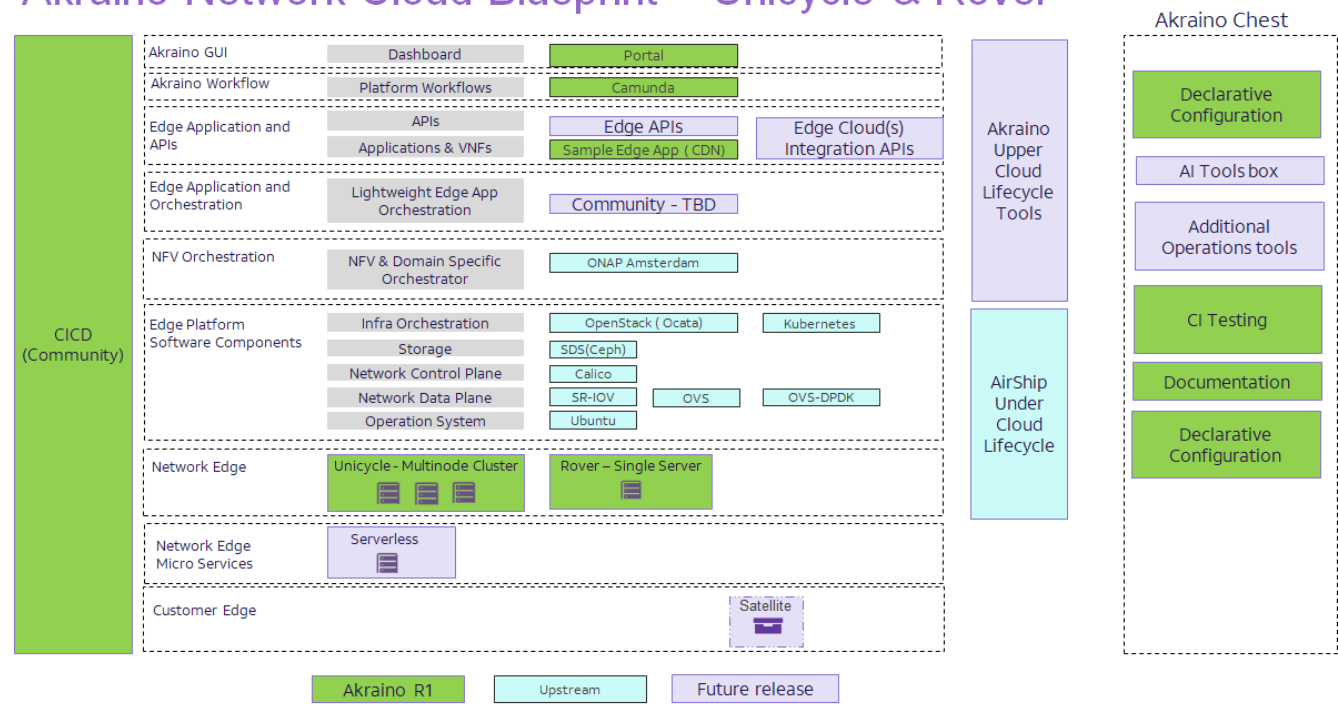 Akraino Network Cloud Blueprint – Unicycle & Rover
Akraino Chest
CICD
(Community)
Akraino GUI
Dashboard
Portal
Akraino Workflow
Platform Workflows
Camunda
Edge Application and
APIs
APIs
Applications & VNFs
Edge APIs
Sample Edge App ( CDN)
Edge Cloud(s)
Integration APIs
Edge Application and
Orchestration
Lightweight Edge App
Orchestration
Community - TBD
NFV Orchestration
NFV & Domain Specific
Orchestrator
ONAP Amsterdam
Edge Platform
Software Components
Infra Orchestration
OpenStack ( Ocata)
Kubernetes
Storage
SDS(Ceph)
Network Control Plane
Calico
Network Data Plane
SR-IOV
OVS
OVS-DPDK
Operation System
Ubuntu
Network Edge
Unicycle - Multinode Cluster
Rover – Single Server
Network Edge
Micro Services
Serverless
Customer Edge
Satellite
Akraino
Upper
Cloud
Lifecycle
Tools
AirShip
Under
Cloud
Lifecycle
Declarative
Configuration
AI Tools box
Additional
Operations tools
CI Testing
Documentation
Declarative
Configuration
Akraino R1
Upstream
Future release